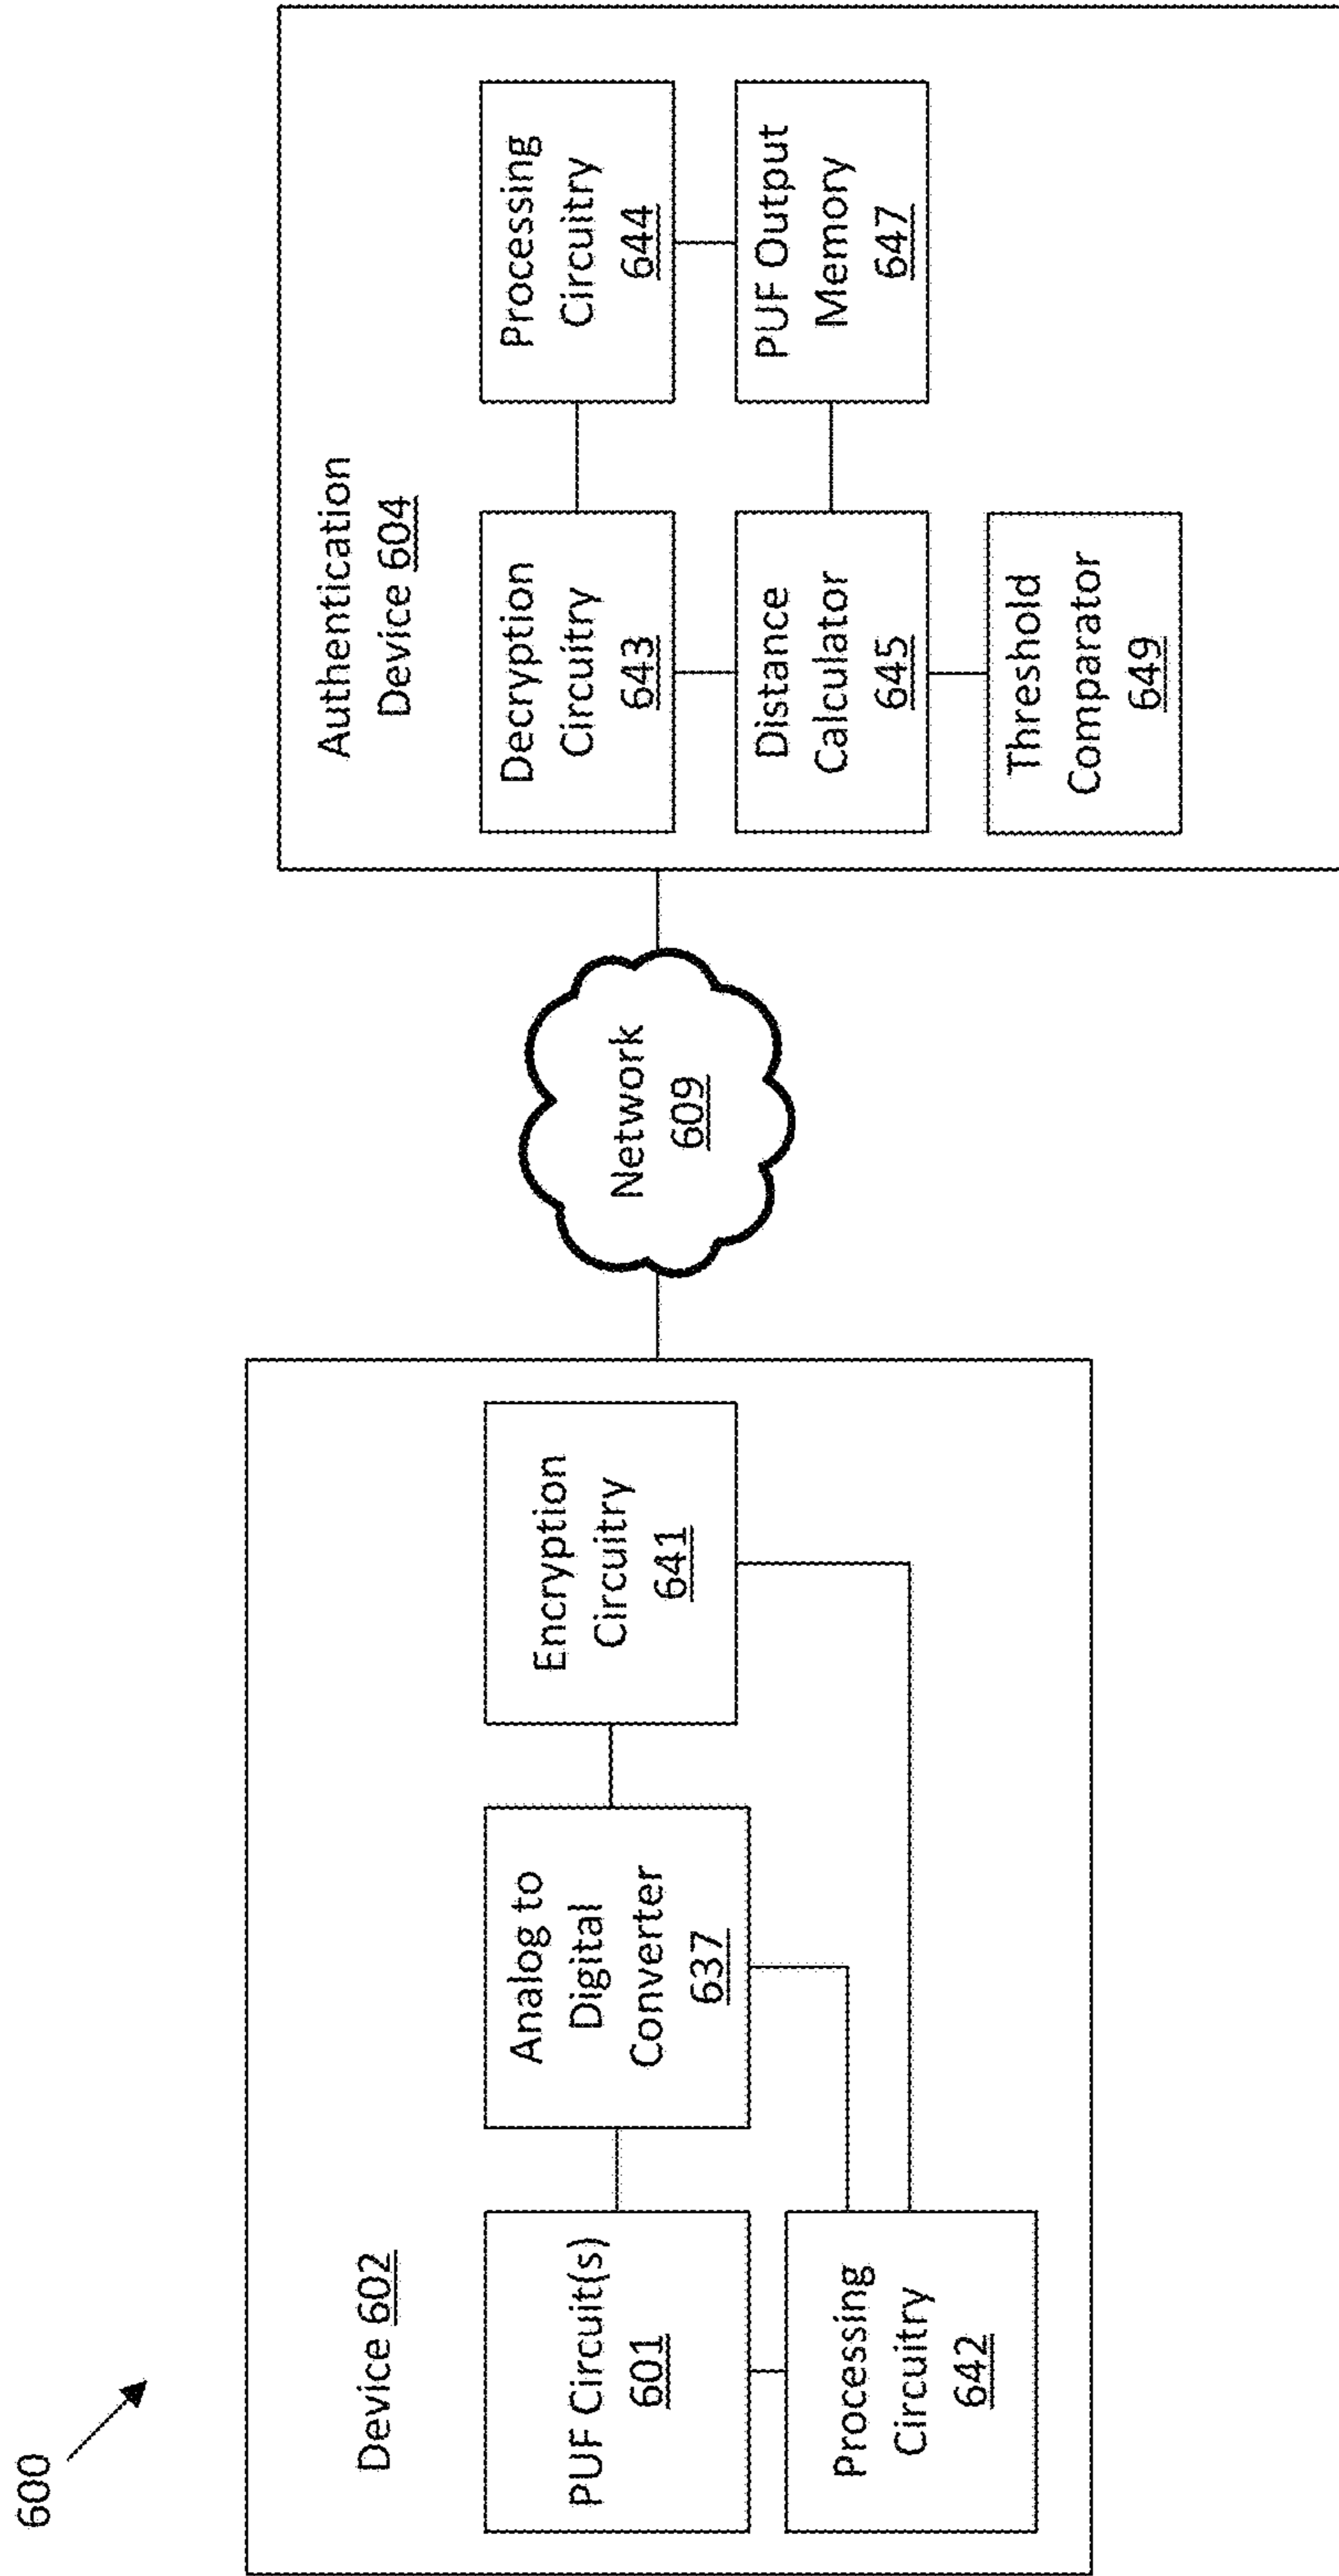 600
Device 602
PUF Circuit(s)
601
Analog to
Digital
Converter
637
Encryption
Circuitry
641
Processing
Circuitry
642
Network
609
Authentication
Device 604
Decryption
Circuitry
643
Processing
Circuitry
644
Distance
Calculator
645
PUF Output
Memory
647
Threshold
Comparator
649